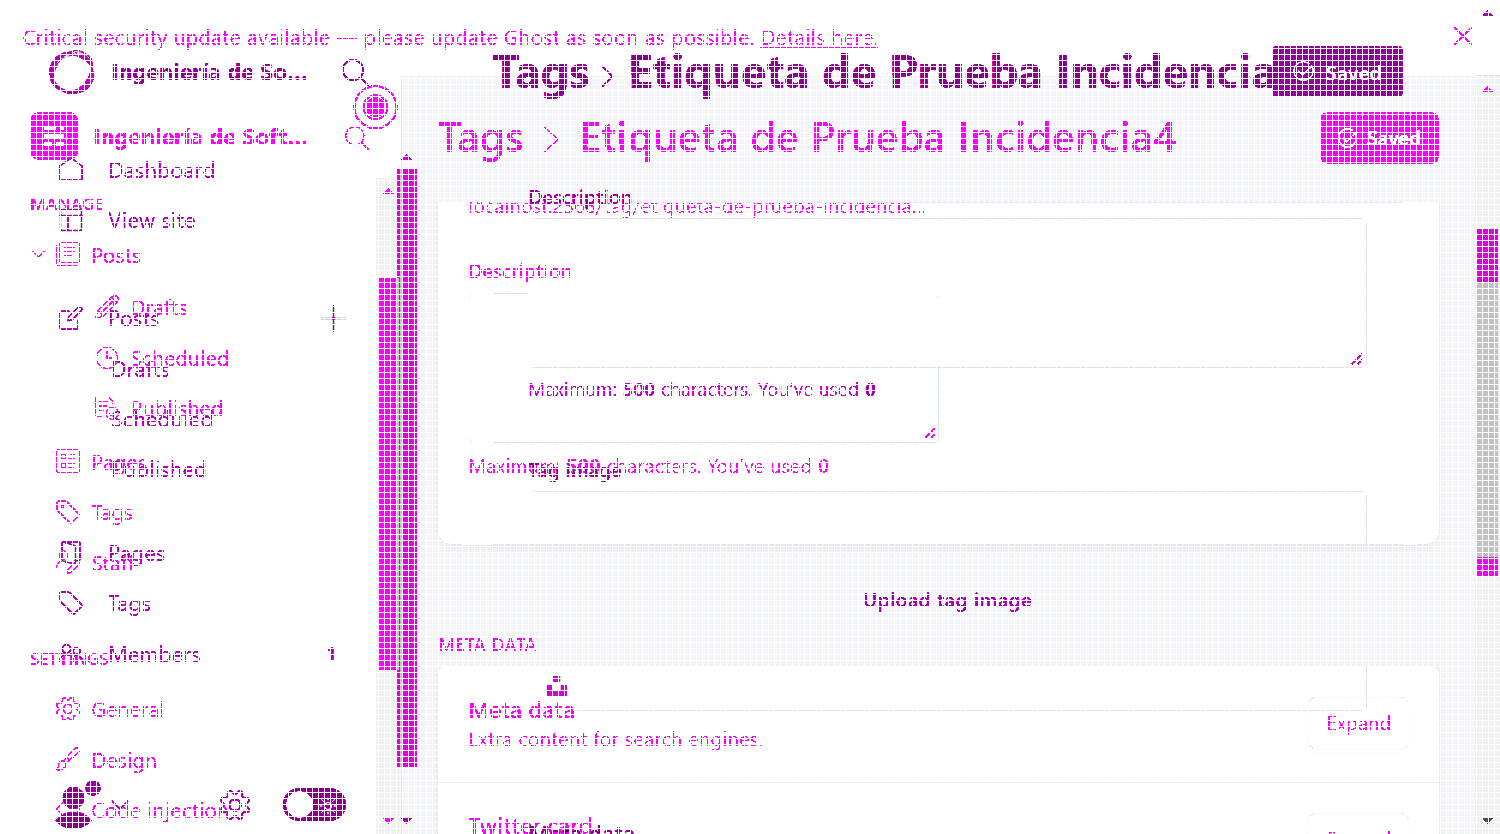 Critical security update available — please update Ghost as soon as possible. Details here.
Ingeniería de So...
Tags > Etiqueta de Prueba Incidencia
Saved
Ingeniería de Soft...
Tags > Etiqueta de Prueba Incidencia4
Saved
Dashboard
MANAGE
View site
Posts
Drafts
Posts
Scheduled
Drafts
Published
Scheduled
Pages
Published
Tags
Pages
Staff
Tags
Members 1
SETTINGS
General
Design
Code injection
Description
localhost:2368/tag/etiqueta-de-prueba-incidencia...
Description
Maximum: 500 characters. You've used 0
Maximum: 500 characters. You've used 0
Tag image
Upload tag image
META DATA
Meta data
Extra content for search engines.
Expand
Twitter card
Meta data
Expand